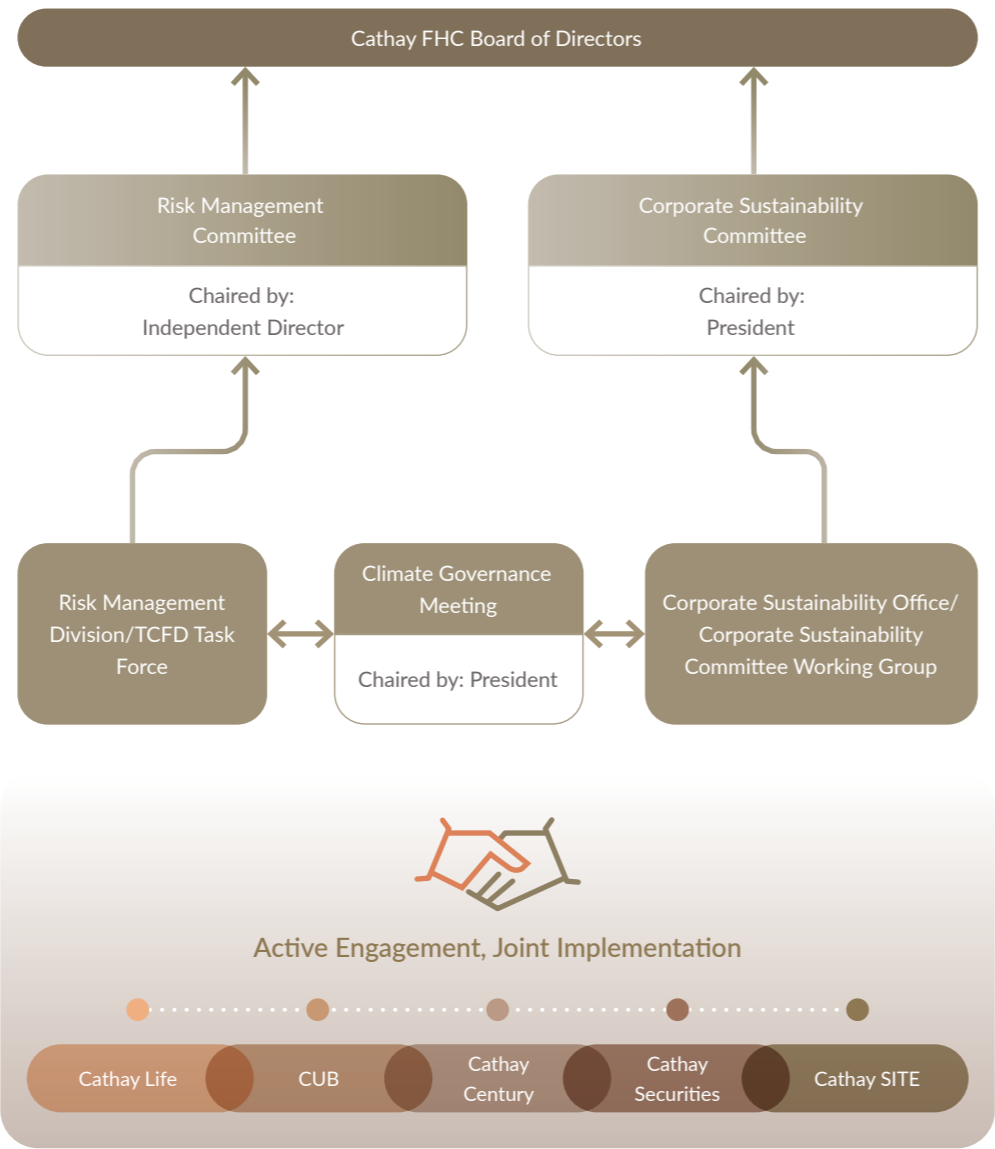 Cathay FHC Board of Directors
Risk Management
Committee
Chaired by:
Independent Director
Corporate Sustainability
Committee
Chaired by:
President
Risk Management
Division/TCFD Task
Force
Climate Governance
Meeting
Chaired by: President
Corporate Sustainability Office/
Corporate Sustainability
Committee Working Group
Active Engagement, Joint Implementation
Cathay Life
CUB
Cathay
Century
Cathay
Securities
Cathay SITE